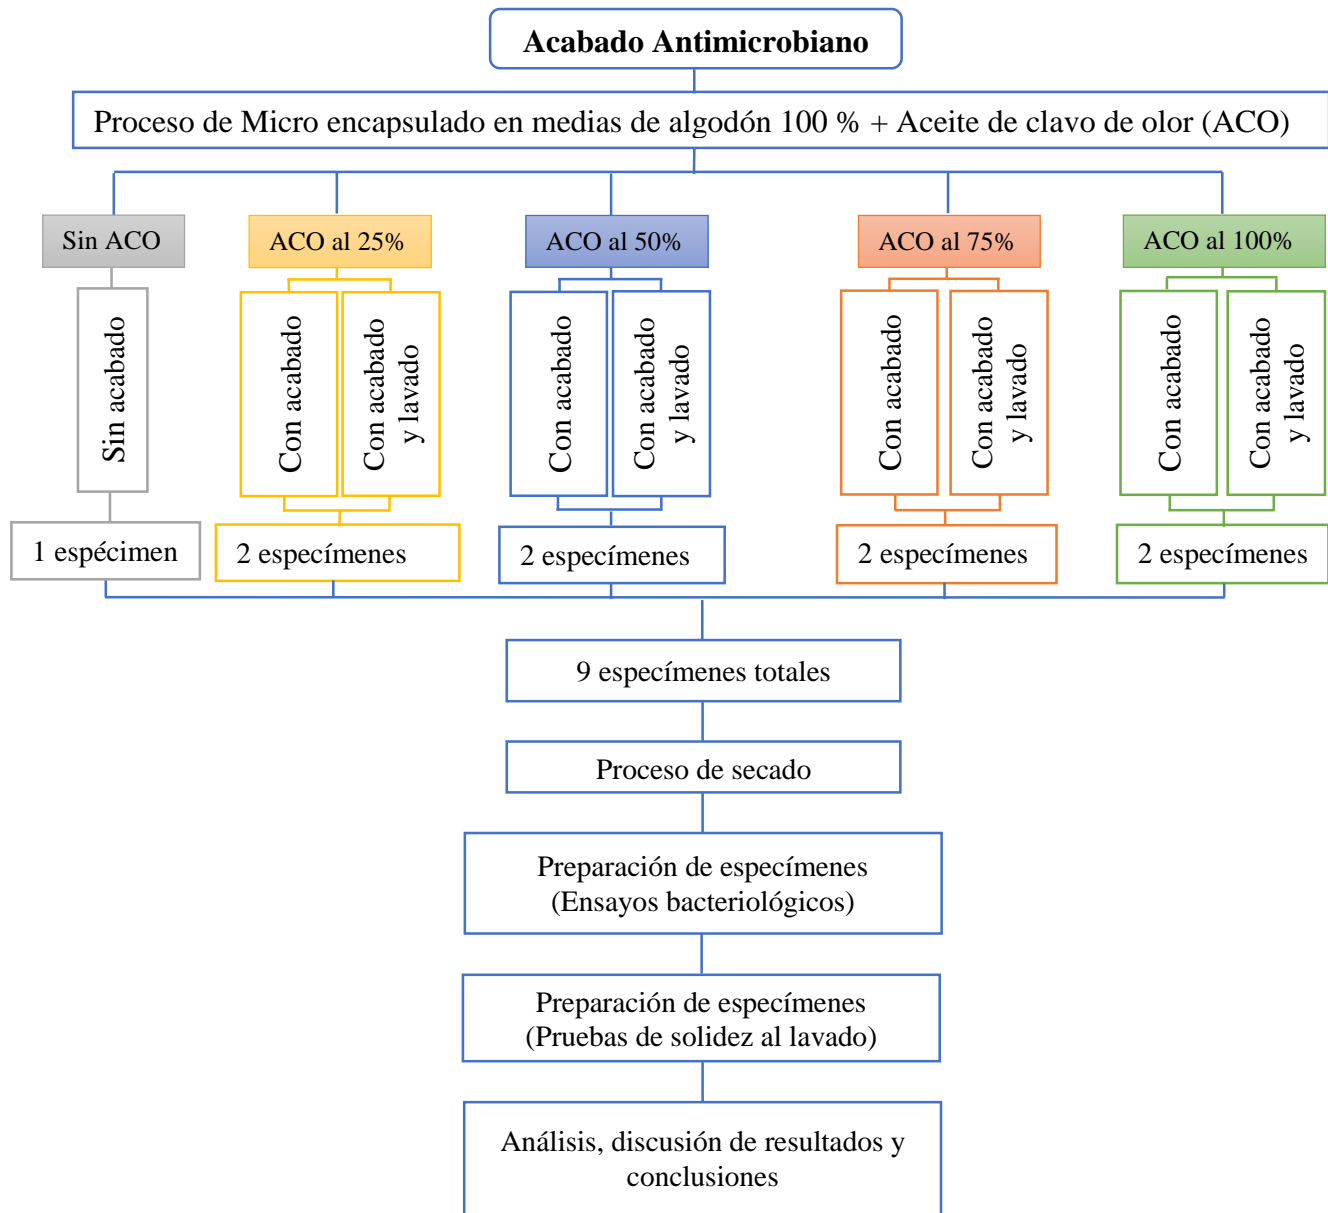 Acabado Antimicrobiano
Proceso de Micro encapsulado en medias de algodón 100 % + Aceite de clavo de olor (ACO)
Sin ACO
ACO al 25%
ACO al 50%
ACO al 75%
ACO al 100%
Sin acabado
Con acabado
Con acabado
y lavado
Con acabado
Con acabado
y lavado
Con acabado
Con acabado
y lavado
Con acabado
Con acabado
y lavado
1 espécimen
2 especímenes
2 especímenes
2 especímenes
2 especímenes
9 especímenes totales
Proceso de secado
Preparación de especímenes
(Ensayos bacteriológicos)
Preparación de especímenes
(Pruebas de solidez al lavado)
Análisis, discusión de resultados y
conclusiones